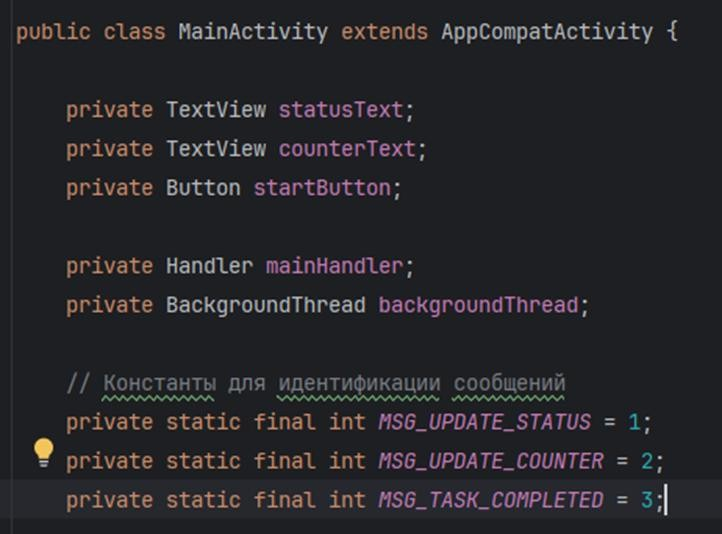 public class MainActivity extends AppCompatActivity {
private TextView statusText;
private TextView counterText;
private Button startButton;
private Handler mainHandler;
private BackgroundThread backgroundThread;
// Константы для идентификации сообщений
private static final int MSG_UPDATE_STATUS = 1;
private static final int MSG_UPDATE_COUNTER = 2;
private static final int MSG_TASK_COMPLETED = 3;